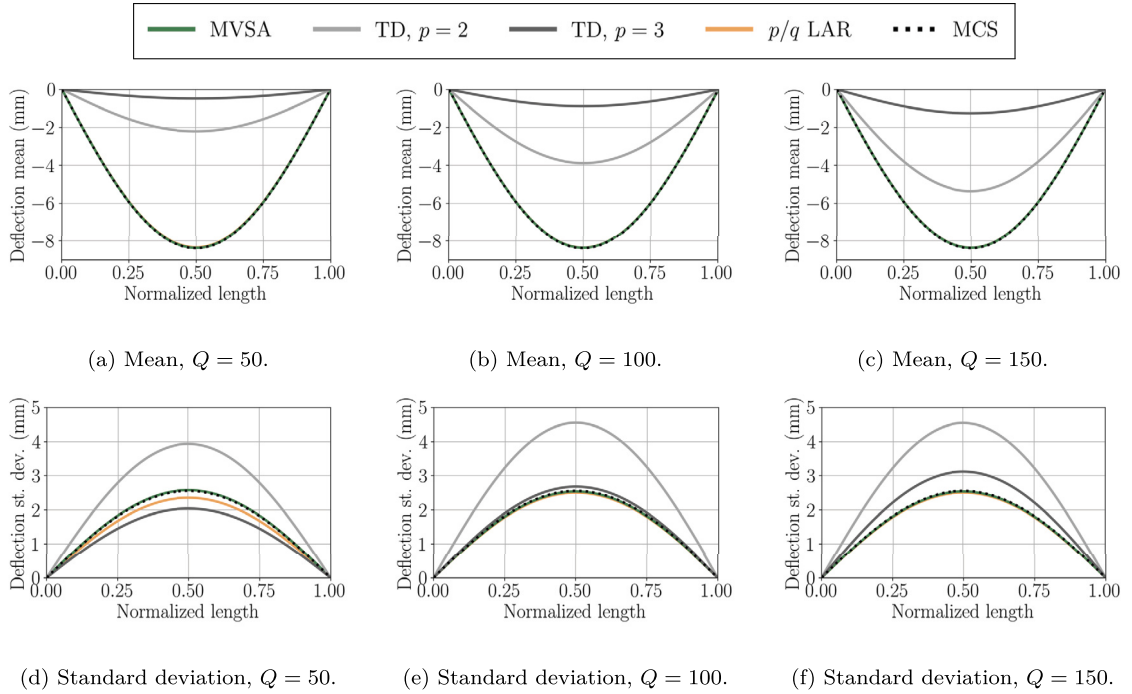 MVSA TD, p = 2 TD, p = 3 p/q LAR MCS
Deflection mean (mm)
0
−2
−4
−6
−8
0.00 0.25 0.50 0.75 1.00
Normalized length
(a) Mean, Q = 50.
Deflection mean (mm)
0
−2
−4
−6
−8
0.00 0.25 0.50 0.75 1.00
Normalized length
(b) Mean, Q = 100.
Deflection mean (mm)
0
−2
−4
−6
−8
0.00 0.25 0.50 0.75 1.00
Normalized length
(c) Mean, Q = 150.
Deflection st. dev. (mm)
5
4
3
2
1
0
0.00 0.25 0.50 0.75 1.00
Normalized length
(d) Standard deviation, Q = 50.
Deflection st. dev. (mm)
5
4
3
2
1
0
0.00 0.25 0.50 0.75 1.00
Normalized length
(e) Standard deviation, Q = 100.
Deflection st. dev. (mm)
5
4
3
2
1
0
0.00 0.25 0.50 0.75 1.00
Normalized length
(f) Standard deviation, Q = 150.